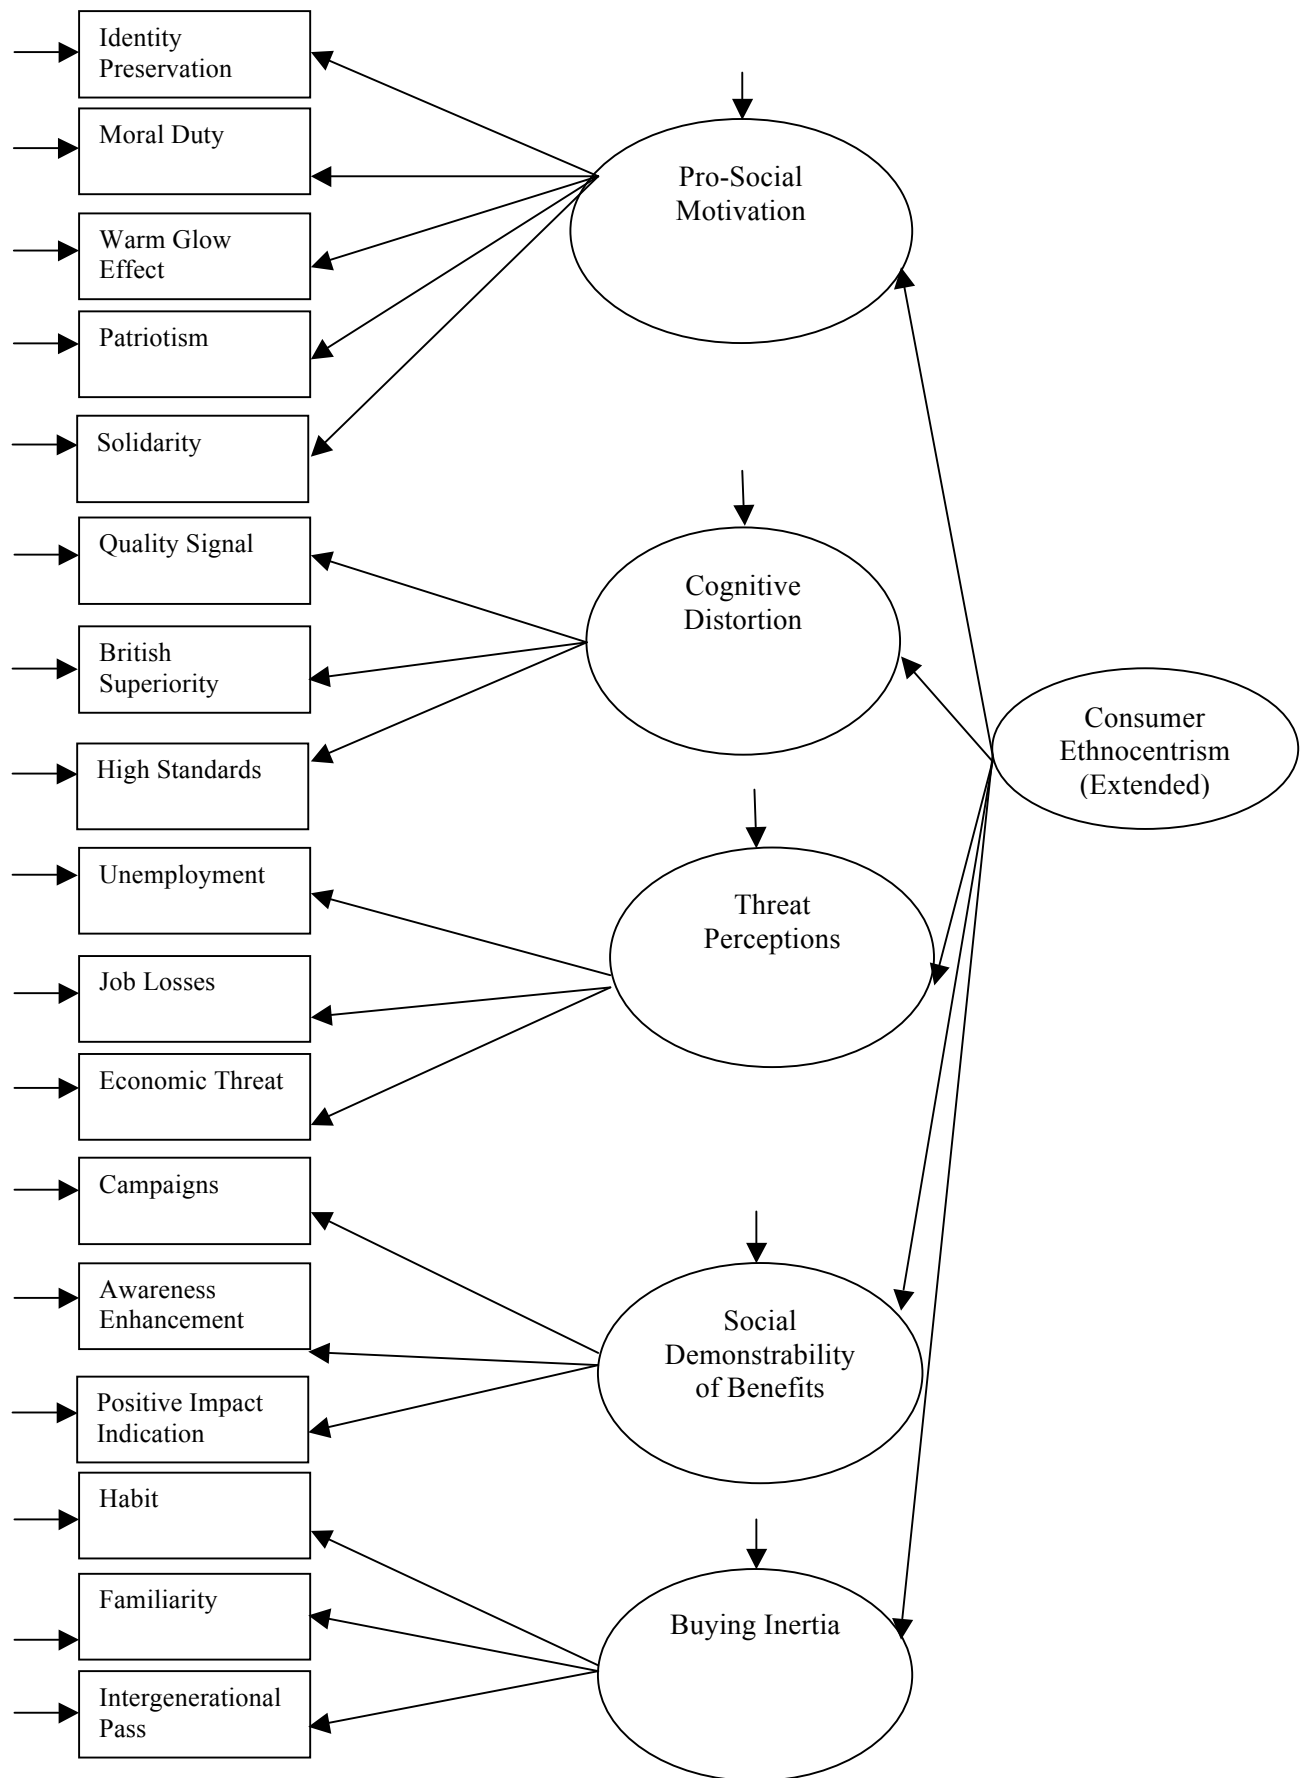 Identity
Preservation
Moral Duty
Warm Glow
Effect
Patriotism
Solidarity
Quality Signal
British
Superiority
High Standards
Unemployment
Job Losses
Economic Threat
Campaigns
Awareness
Enhancement
Positive Impact
Indication
Habit
Familiarity
Intergenerational
Pass
Pro-Social
Motivation
Cognitive
Distortion
Threat
Perceptions
Social
Demonstrability
of Benefits
Buying Inertia
Consumer
Ethnocentrism
(Extended)